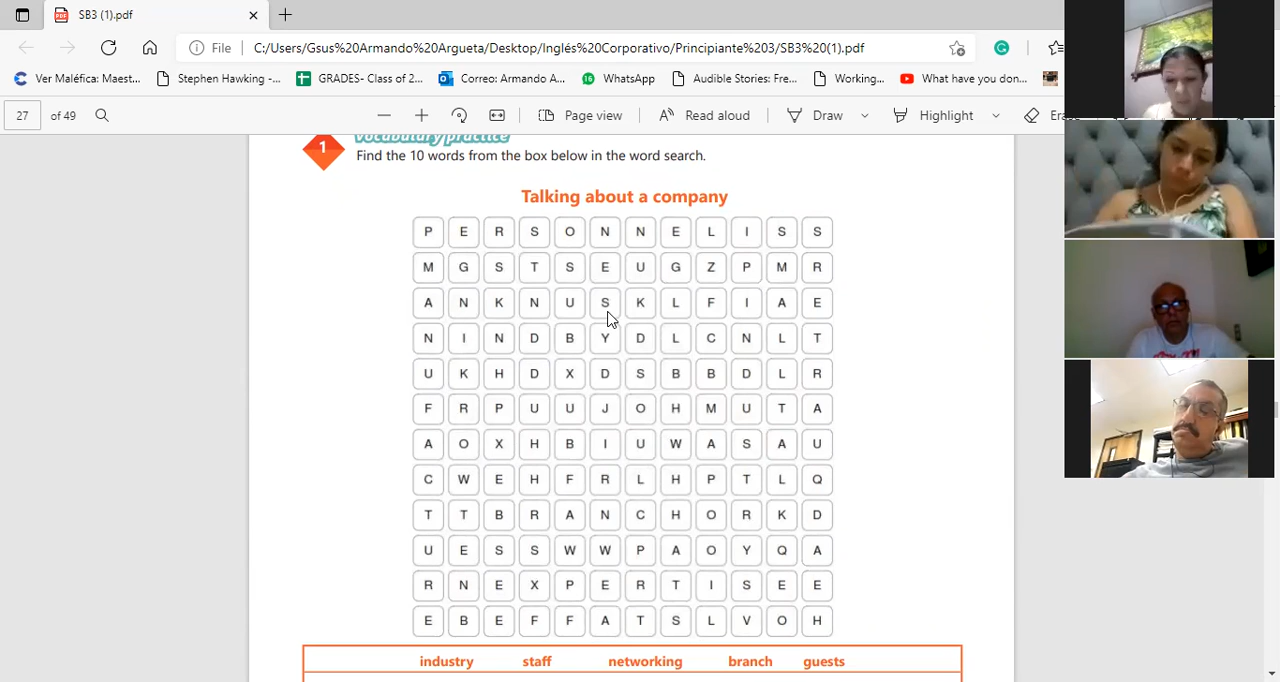 SB3 (1).pdf
File C:/Users/Gsus%20Armando%20Argueta/Desktop/Inglés%20Corporativo/Principiante%203/SB3%20(1).pdf
Ver Maléfica: Maest... Stephen Hawking -... GRADES- Class of 2... Correo: Armando A... WhatsApp Audible Stories: Fre... Working... What have you don...
27 of 49 Page view Read aloud Draw Highlight
1 Vocabulary practice
Find the 10 words from the box below in the word search.
Talking about a company
P E R S O N N E L I S S
M G S T S E U G Z P M R
A N K N U S K L F I A E
N I N D B Y D L C N L T
U K H D X D S B B D L R
F R P U U J O H M U T A
A O X H B I U W A S A U
C W E H F R L H P T L Q
T T B R A N C H O R K D
U E S S W W P A O Y Q A
R N E X P E R T I S E E
E B E F F A T S L V O H
industry staff networking branch guests